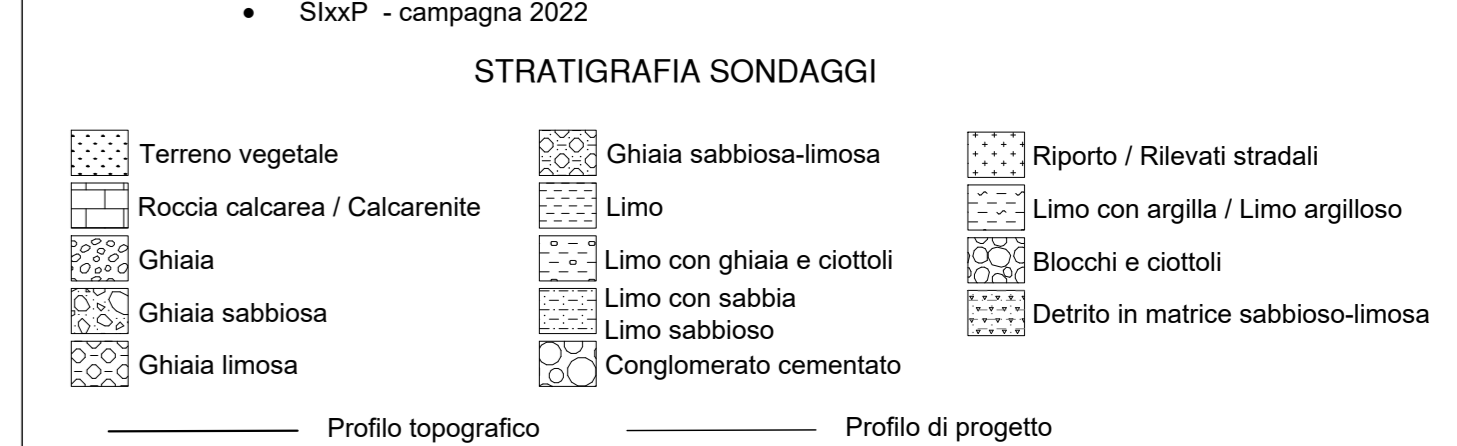 • SIxxP - campagna 2022
STRATIGRAFIA SONDAGGI
Terreno vegetale
Roccia calcarea / Calcarenite
Ghiaia
Ghiaia sabbiosa
Ghiaia limosa
Ghiaia sabbiosa-limosa
Limo
Limo con ghiaia e ciottoli
Limo con sabbia
Limo sabbioso
Conglomerato cementato
Riporto / Rilevati stradali
Limo con argilla / Limo argilloso
Blocchi e ciottoli
Detrito in matrice sabbioso-limosa
Profilo topografico
Profilo di progetto